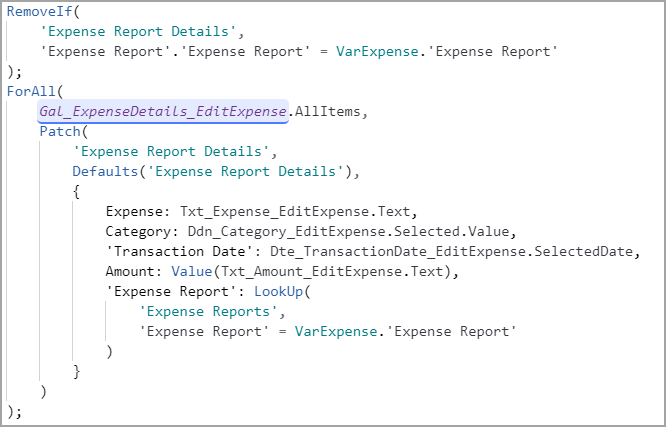 RemoveIf(
'Expense Report Details',
'Expense Report'.'Expense Report' = VarExpense.'Expense Report'
);
ForAll(
Gal_ExpenseDetails_EditExpense.AllItems,
Patch(
'Expense Report Details',
Defaults('Expense Report Details'),
{
Expense: Txt_Expense_EditExpense.Text,
Category: Ddn_Category_EditExpense.Selected.Value,
'Transaction Date': Dte_TransactionDate_EditExpense.SelectedDate,
Amount: Value(Txt_Amount_EditExpense.Text),
'Expense Report': LookUp(
'Expense Reports',
'Expense Report' = VarExpense.'Expense Report'
)
}
)
);